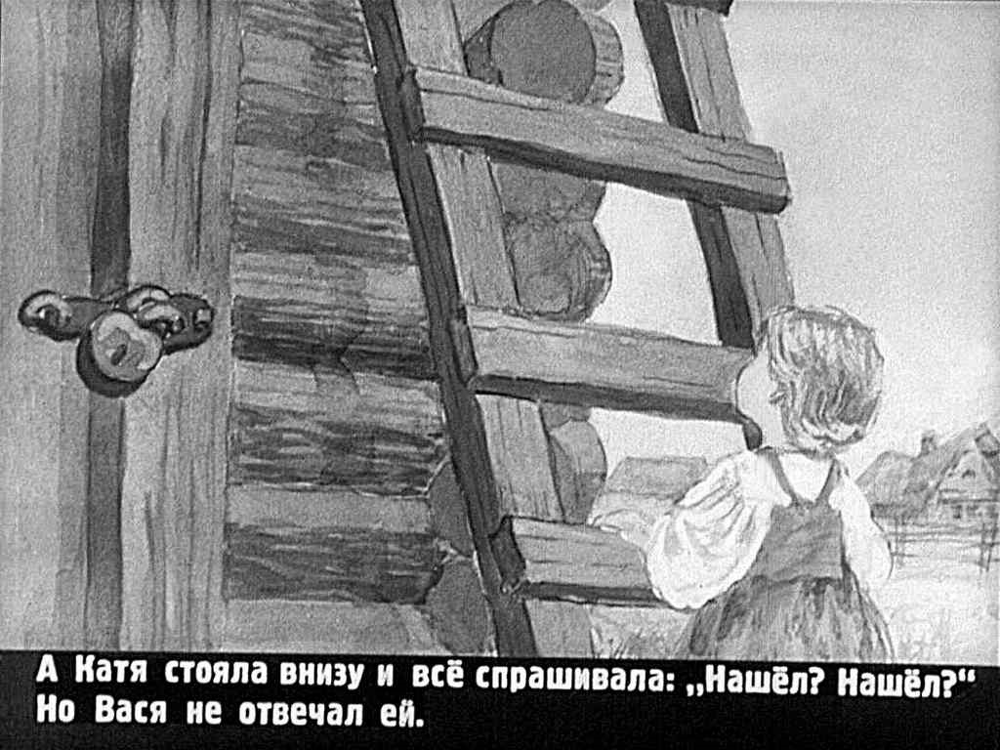 А Катя стояла внизу и всё спрашивала: „Нашёл? Нашёл?“
Но Вася не отвечал ей.